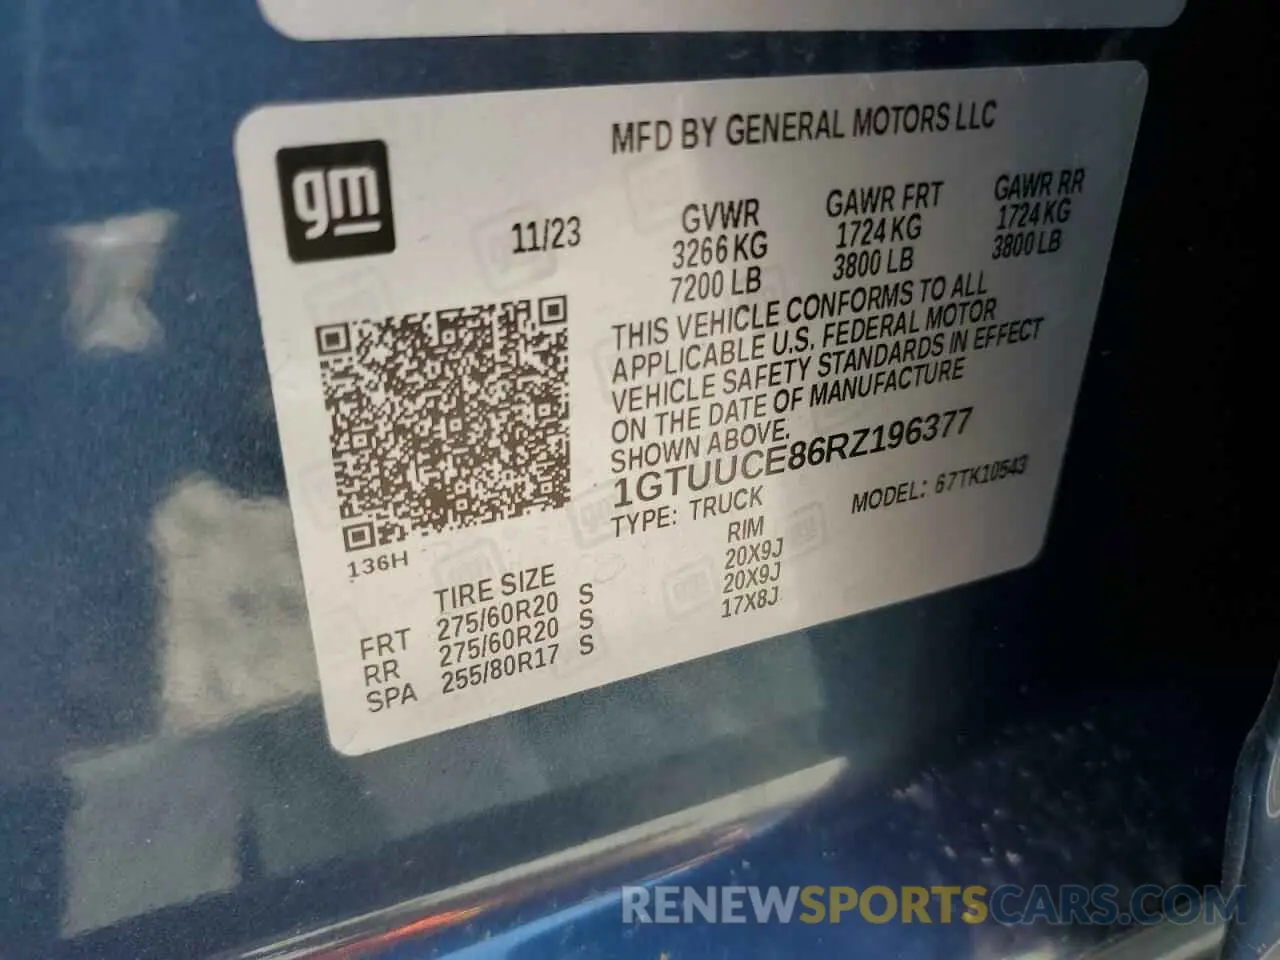 gm
MFD BY GENERAL MOTORS LLC
11/23
GVWR
3266 KG
7200 LB
GAWR FRT
1724 KG
3800 LB
GAWR RR
1724 KG
3800 LB
THIS VEHICLE CONFORMS TO ALL
APPLICABLE U.S. FEDERAL MOTOR
VEHICLE SAFETY STANDARDS IN EFFECT
ON THE DATE OF MANUFACTURE
SHOWN ABOVE.
1GTUUCE86RZ196377
TYPE: TRUCK
MODEL: 67TK10543
136H
TIRE SIZE
RIM
FRT 275/60R20 S 20X9J
RR 275/60R20 S 20X9J
SPA 255/80R17 S 17X8J
RENEWSPORTSCARS.COM